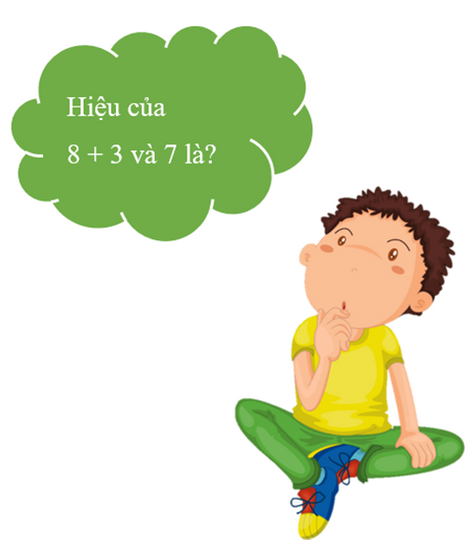 Hiệu của
8 + 3 và 7 là?